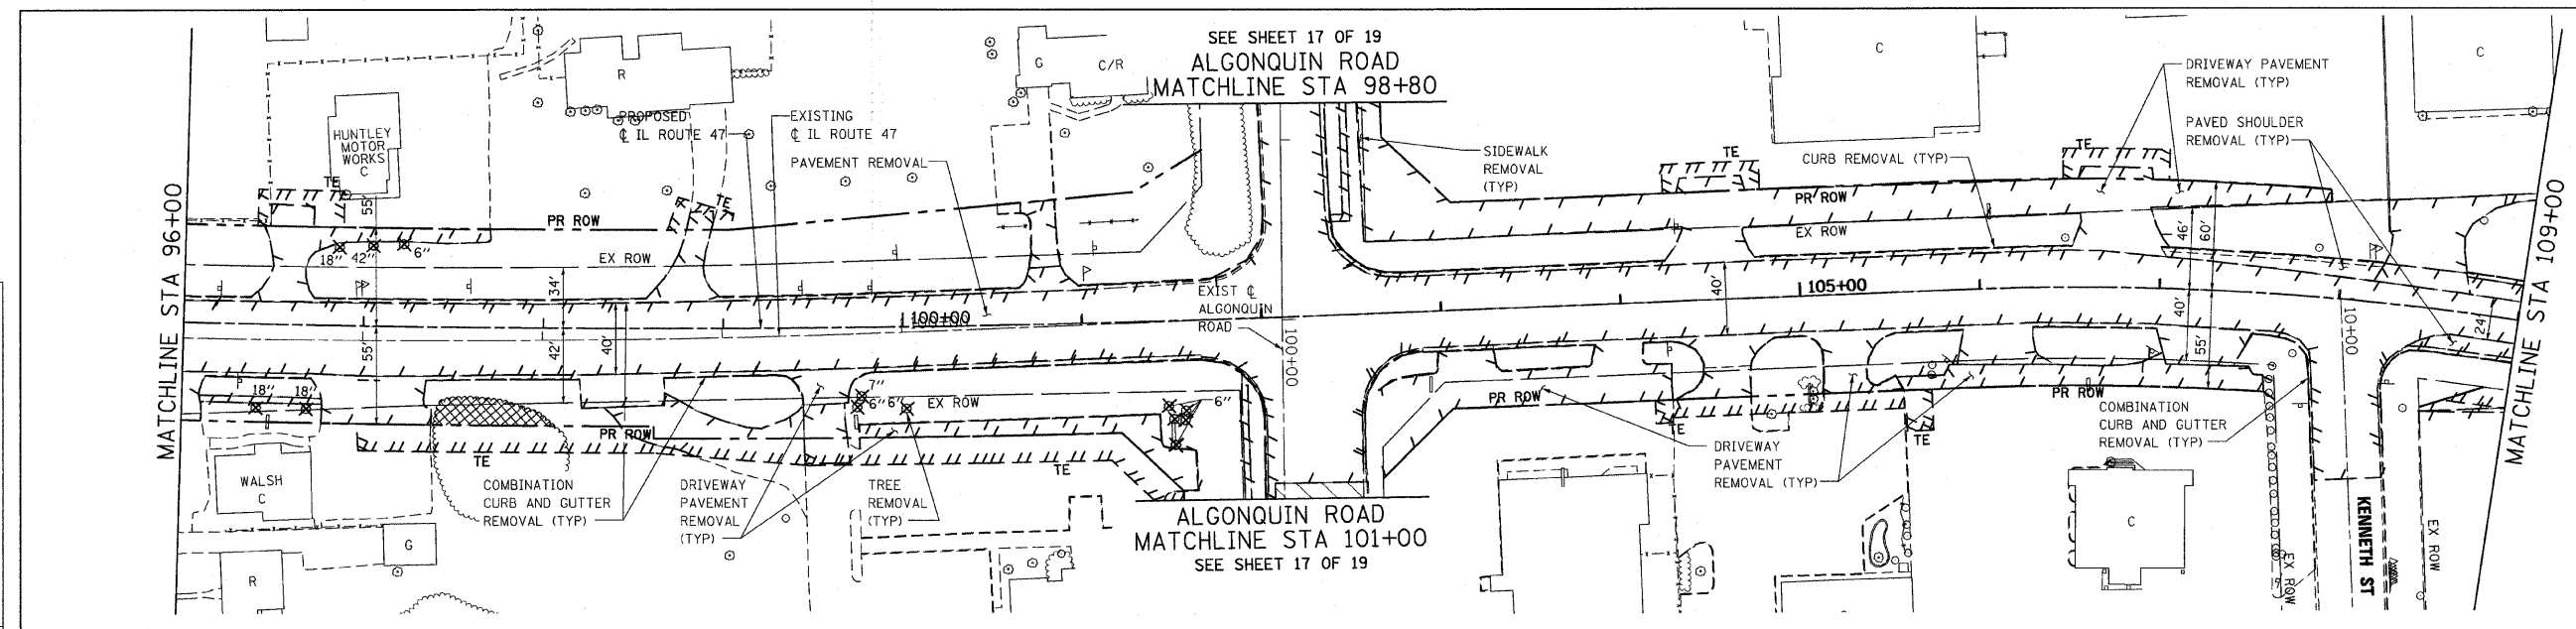 SEE SHEET 17 OF 19
ALGONQUIN ROAD
MATCHLINE STA 98+80
MATCHLINE STA 96+00
HUNTLEY
MOTOR
WORKS
C
R
G
C/R
C
C
PROPOSED
℄ IL ROUTE 47
EXISTING
℄ IL ROUTE 47
PAVEMENT REMOVAL
SIDEWALK
REMOVAL
(TYP)
CURB REMOVAL (TYP)
DRIVEWAY PAVEMENT
REMOVAL (TYP)
PAVED SHOULDER
REMOVAL (TYP)
TE
TE
TE
TE
PR ROW
PR ROW
EX ROW
EX ROW
55'
18"
42"
6"
34'
46'
60'
40'
EXIST ℄
ALGONQUIN
ROAD
100+00
100+00
105+00
10+00
24'
MATCHLINE STA 109+00
55'
42'
40'
40'
55'
18"
18"
7"
6"
6"
6"
EX ROW
PR ROW
PR ROW
PR ROW
TE
TE
TE
TE
WALSH
C
G
R
COMBINATION
CURB AND GUTTER
REMOVAL (TYP)
DRIVEWAY
PAVEMENT
REMOVAL
(TYP)
TREE
REMOVAL
(TYP)
ALGONQUIN ROAD
MATCHLINE STA 101+00
SEE SHEET 17 OF 19
DRIVEWAY
PAVEMENT
REMOVAL (TYP)
COMBINATION
CURB AND GUTTER
REMOVAL (TYP)
C
EX ROW
KENNETH ST
EX ROW